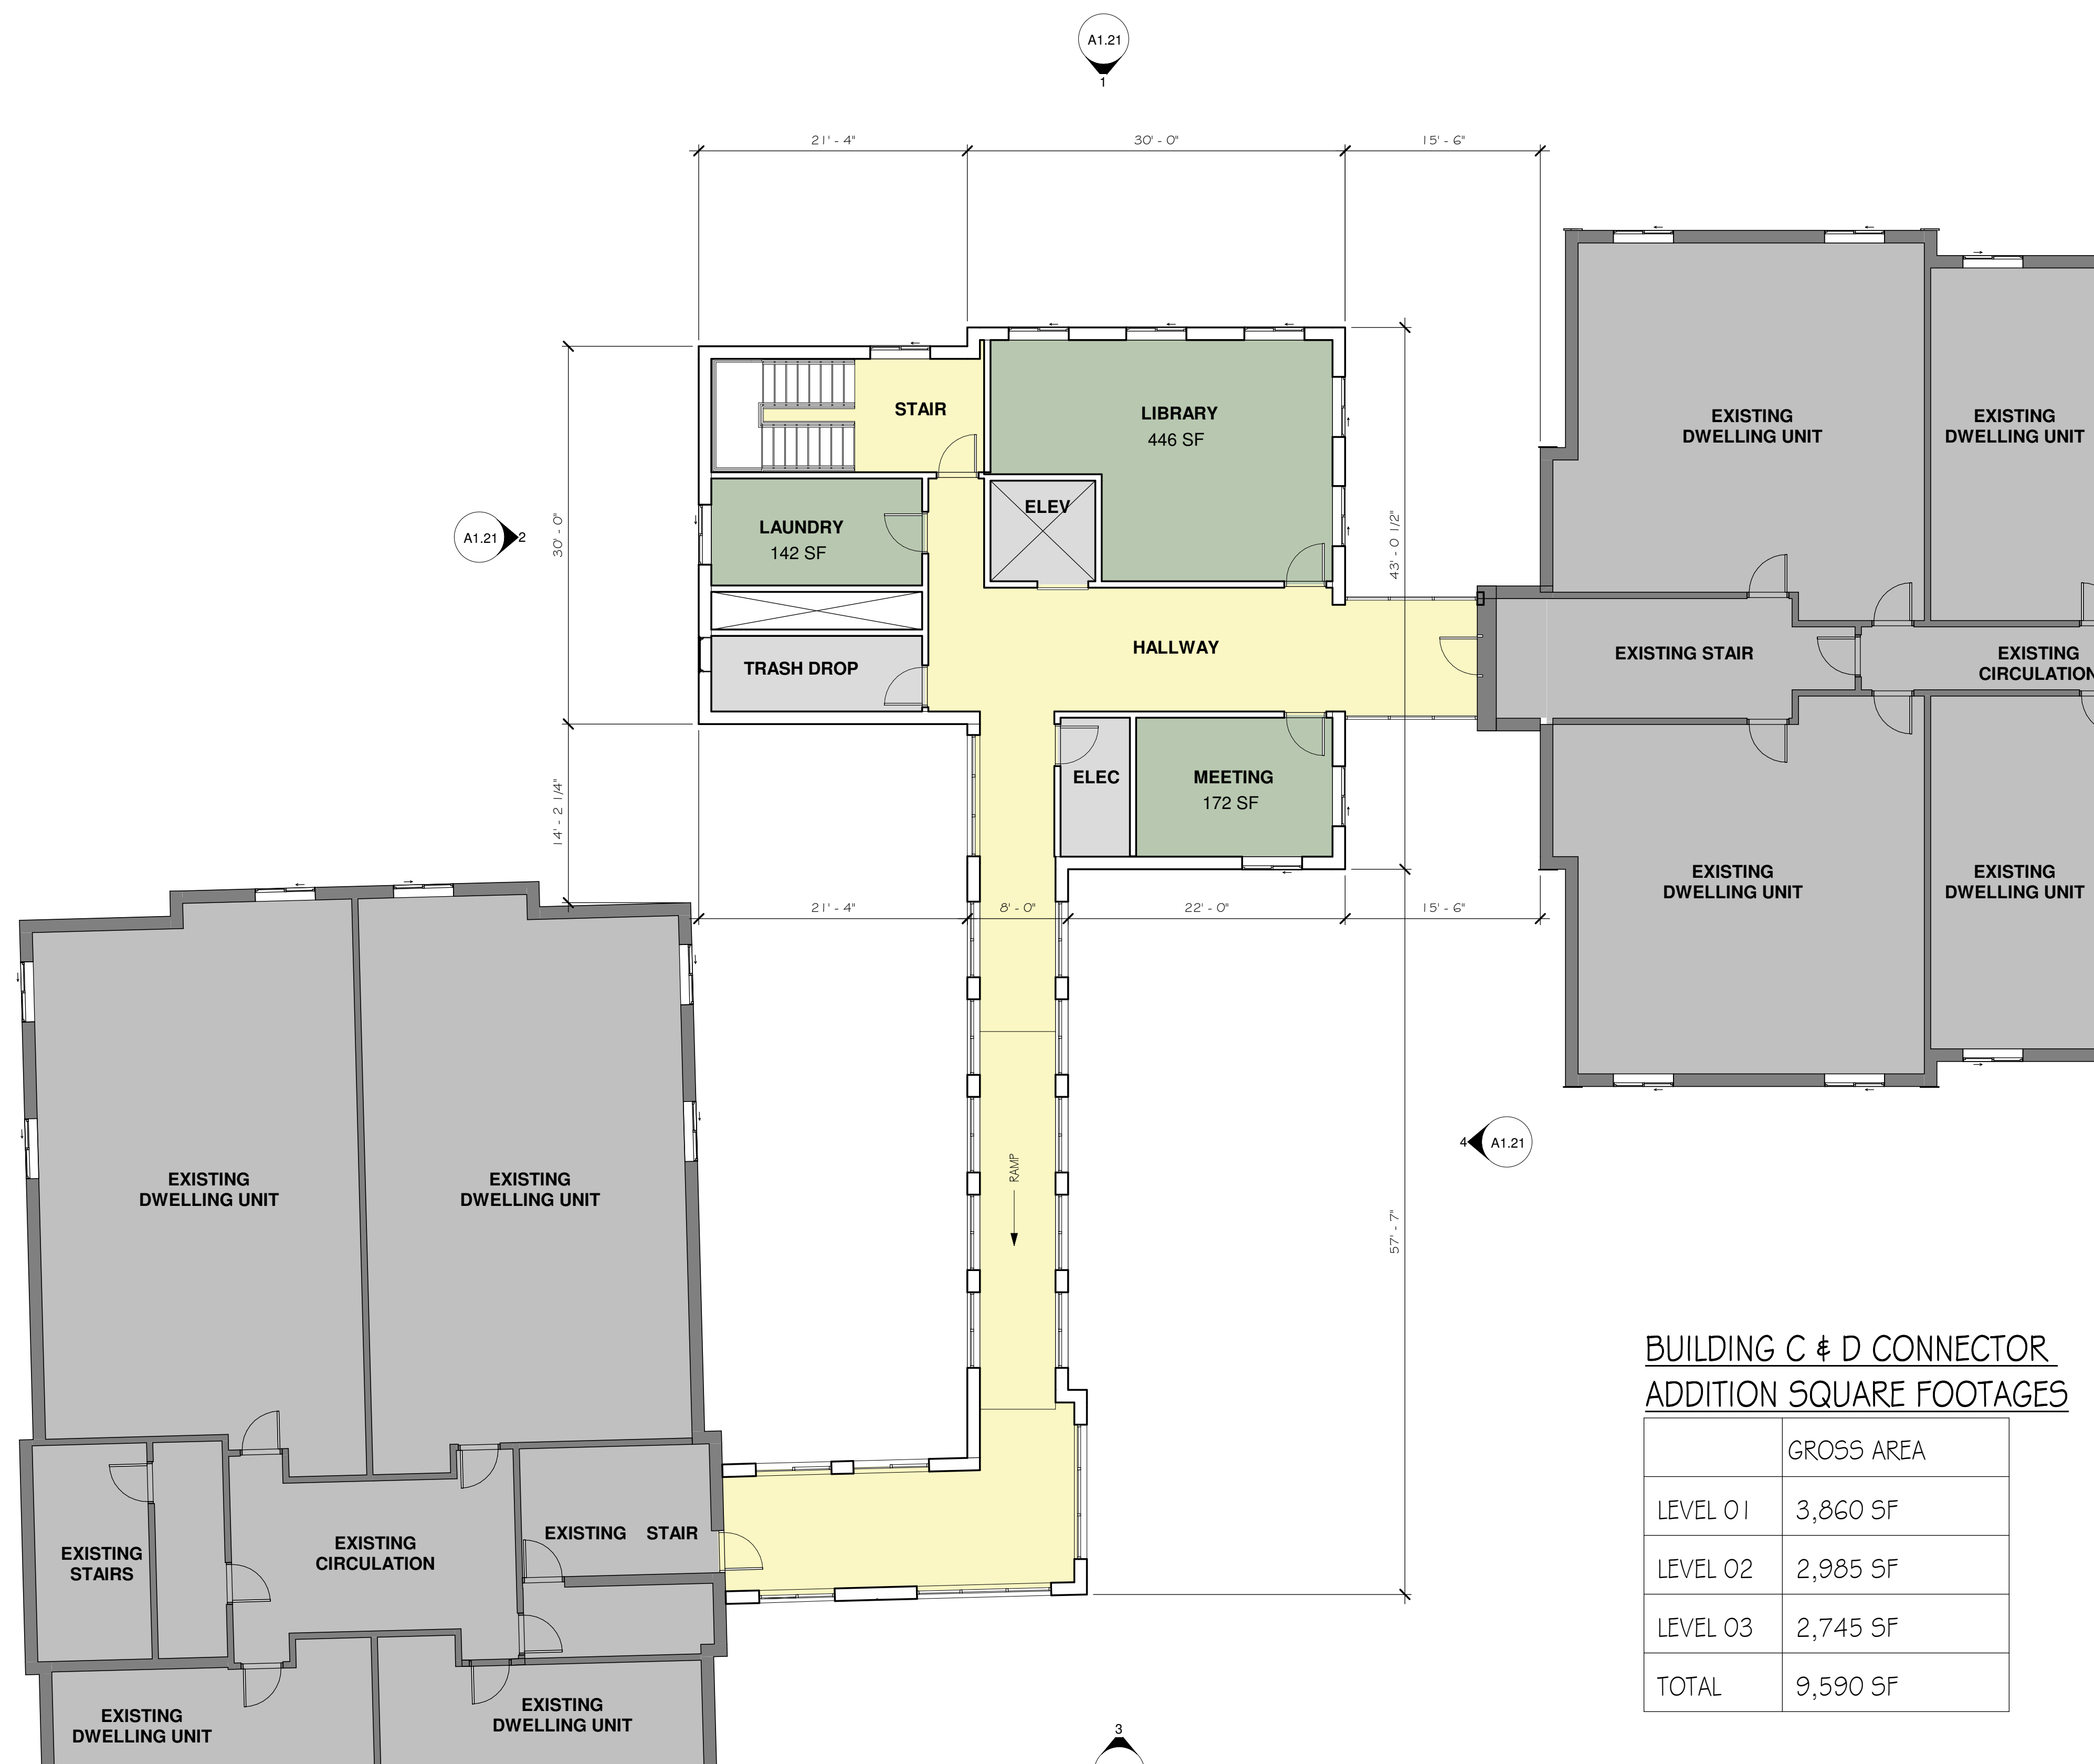 A1.21
1
21' - 4"
30' - 0"
15' - 6"
STAIR
LIBRARY
446 SF
EXISTING
DWELLING UNIT
EXISTING
DWELLING UNIT
ELEV
LAUNDRY
142 SF
A1.21
2
30' - 0"
43' - 0 1/2"
HALLWAY
TRASH DROP
EXISTING STAIR
EXISTING
CIRCULATION
ELEC
MEETING
172 SF
14' - 2 1/4"
EXISTING
DWELLING UNIT
EXISTING
DWELLING UNIT
21' - 4"
8' - 0"
22' - 0"
15' - 6"
4
A1.21
RAMP
57' - 7"
EXISTING
DWELLING UNIT
EXISTING
DWELLING UNIT
BUILDING C & D CONNECTOR
ADDITION SQUARE FOOTAGES
GROSS AREA
LEVEL 01 3,860 SF
LEVEL 02 2,985 SF
LEVEL 03 2,745 SF
TOTAL 9,590 SF
EXISTING STAIR
EXISTING
CIRCULATION
EXISTING
STAIRS
EXISTING
DWELLING UNIT
EXISTING
DWELLING UNIT
3